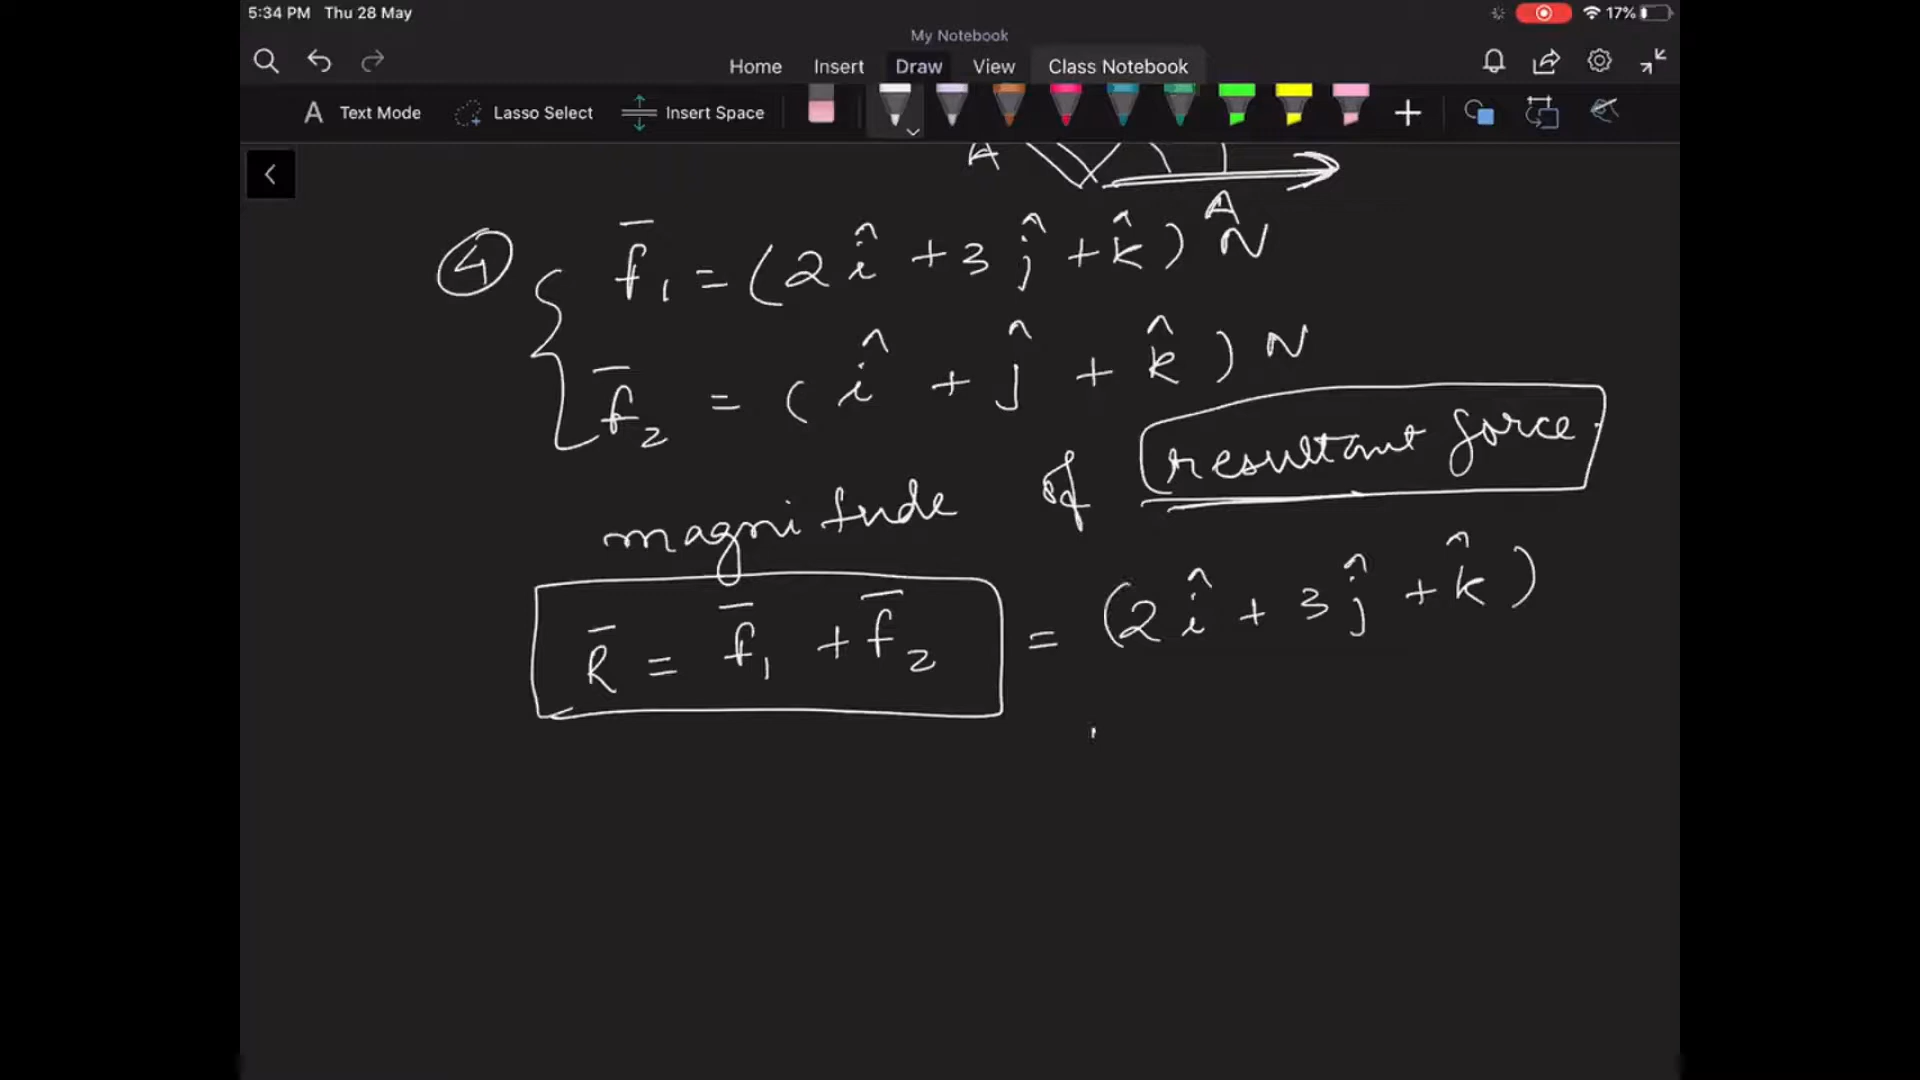 5:34 PM Thu 28 May 17%
My Notebook
Home Insert Draw View Class Notebook
A Text Mode Lasso Select Insert Space
A
A
④ f̄₁ = (2î + 3ĵ + k̂) N
f̄₂ = (î + ĵ + k̂) N
magnitude of resultant force
R̄ = f̄₁ + f̄₂ = (2î + 3ĵ + k̂)